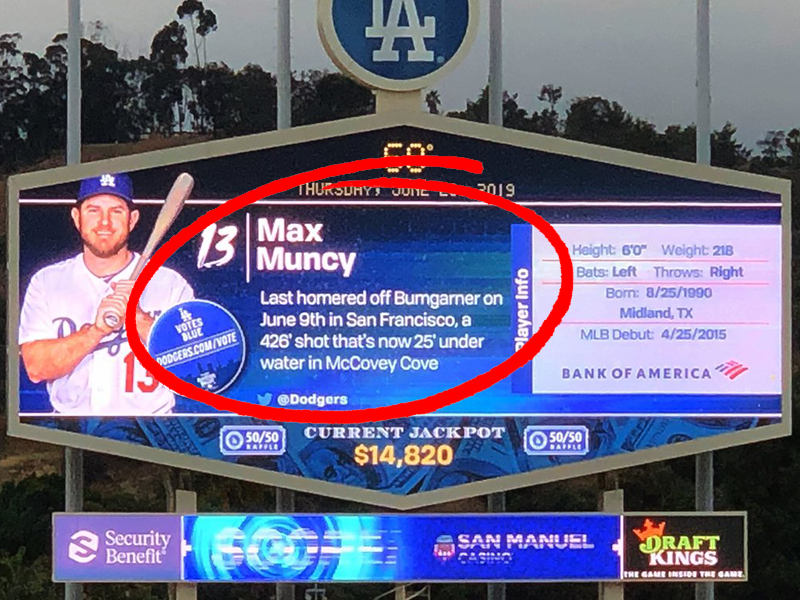 LA
THURSDAY, JUNE 2019
13
Max
Muncy
Last homered off Bumgarner on
June 9th in San Francisco, a
426' shot that's now 25' under
water in McCovey Cove
@Dodgers
LA
VOTES
BLUE
DODGERS.COM/VOTE
LA
13
Player Info
Height: 6'0" Weight: 218
Bats: Left Throws: Right
Born: 8/25/1990
Midland, TX
MLB Debut: 4/25/2015
BANK OF AMERICA
50/50
RAFFLE
CURRENT JACKPOT
$14,820
50/50
RAFFLE
Security
Benefit
SAN MANUEL
CASINO
DRAFT
KINGS
THE GAME INSIDE THE GAME.